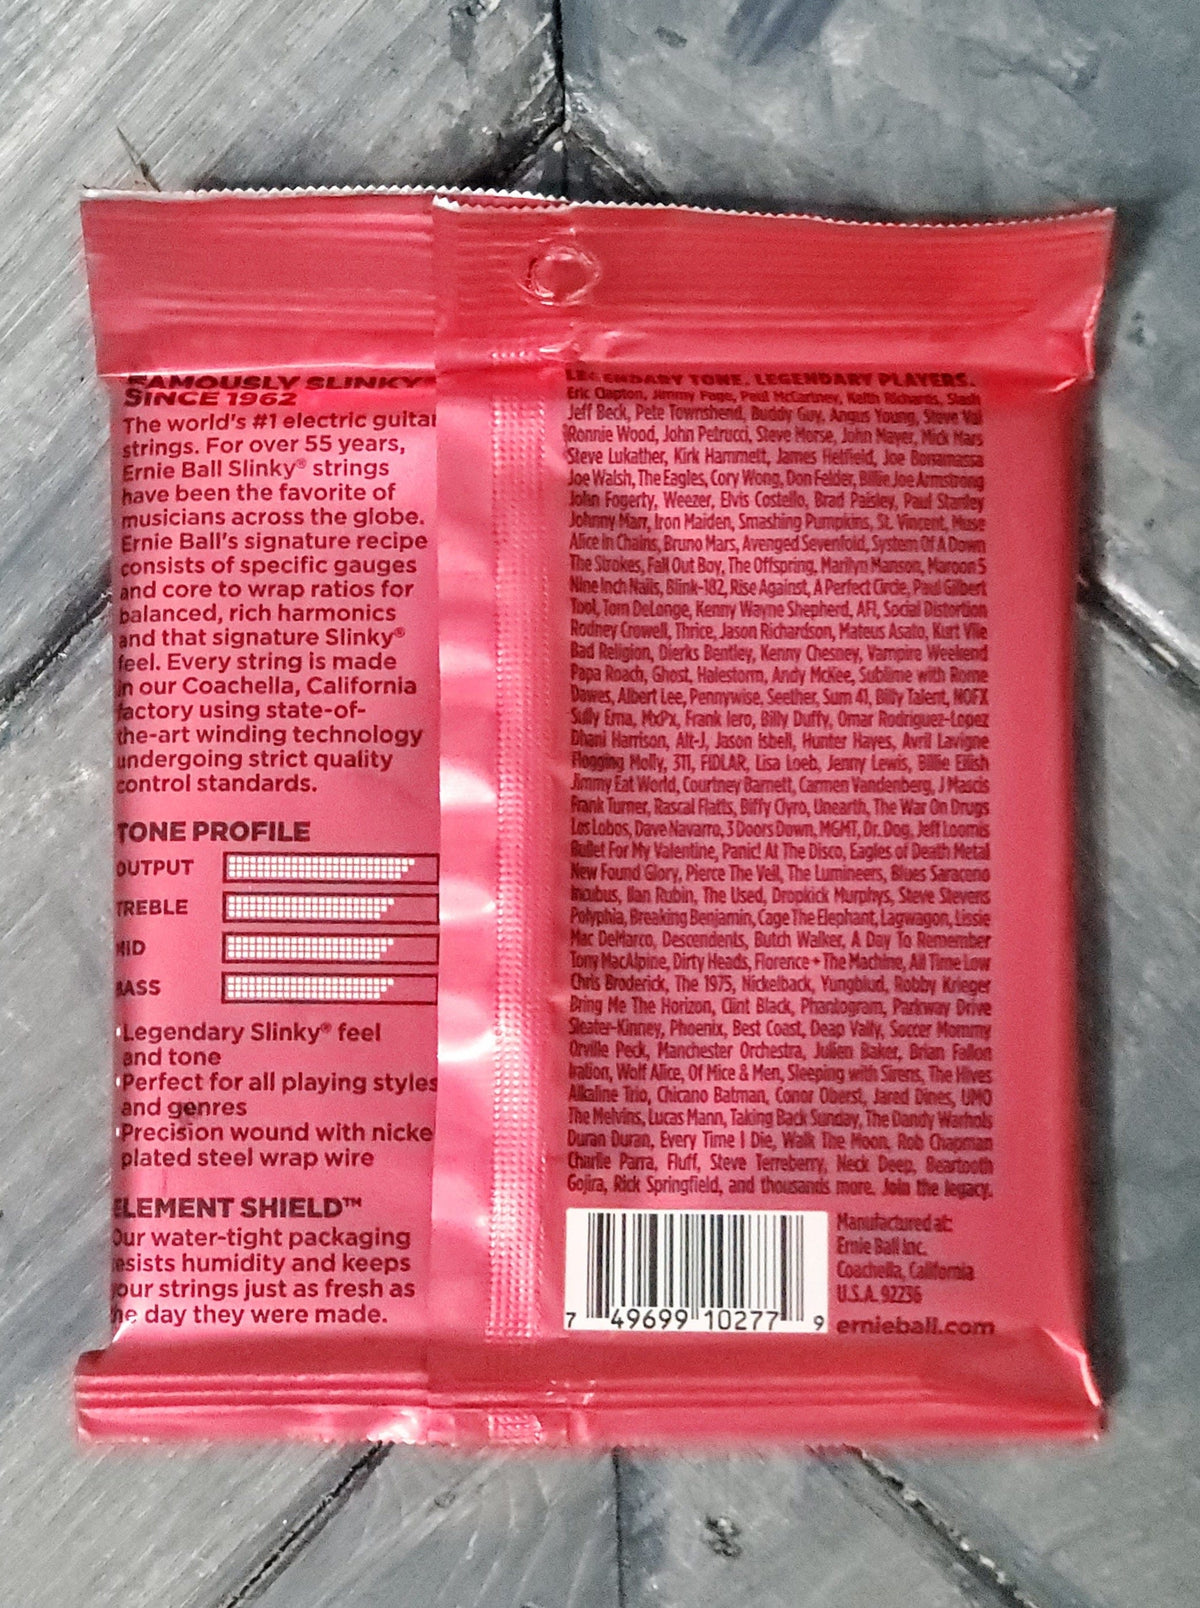 FAMOUSLY SLINKY®
SINCE 1962
The world's #1 electric guitar
strings. For over 55 years,
Ernie Ball Slinky® strings
have been the favorite of
musicians across the globe.
Ernie Ball's signature recipe
consists of specific gauges
and core to wrap ratios for
balanced, rich harmonics
and that signature Slinky®
feel. Every string is made
in our Coachella, California
factory using state-of-
the-art winding technology
undergoing strict quality
control standards.
TONE PROFILE
OUTPUT
TREBLE
MID
BASS
•Legendary Slinky® feel
and tone
•Perfect for all playing styles
and genres
•Precision wound with nicke
plated steel wrap wire
ELEMENT SHIELD™
Our water-tight packaging
resists humidity and keeps
your strings just as fresh as
the day they were made.
LEGENDARY TONE. LEGENDARY PLAYERS.
Eric Clapton, Jimmy Page, Paul McCartney, Keith Richards, Slash
Jeff Beck, Pete Townshend, Buddy Guy, Angus Young, Steve Vai
Ronnie Wood, John Petrucci, Steve Morse, John Mayer, Mick Mars
Steve Lukather, Kirk Hammett, James Hetfield, Joe Bonamassa
Joe Walsh, The Eagles, Cory Wong, Don Felder, Billie Joe Armstrong
John Fogerty, Weezer, Elvis Costello, Brad Paisley, Paul Stanley
Johnny Marr, Iron Maiden, Smashing Pumpkins, St. Vincent, Muse
Alice in Chains, Bruno Mars, Avenged Sevenfold, System Of A Down
The Strokes, Fall Out Boy, The Offspring, Marilyn Manson, Maroon 5
Nine Inch Nails, Blink-182, Rise Against, A Perfect Circle, Paul Gilbert
Tool, Tom DeLonge, Kenny Wayne Shepherd, AFI, Social Distortion
Rodney Crowell, Thrice, Jason Richardson, Mateus Asato, Kurt Vile
Bad Religion, Dierks Bentley, Kenny Chesney, Vampire Weekend
Papa Roach, Ghost, Halestorm, Andy McKee, Sublime with Rome
Dawes, Albert Lee, Pennywise, Seether, Sum 41, Billy Talent, NOFX
Sully Erna, MxPx, Frank Iero, Billy Duffy, Omar Rodriguez-Lopez
Dhani Harrison, Alt-J, Jason Isbell, Hunter Hayes, Avril Lavigne
Flogging Molly, 311, FIDLAR, Lisa Loeb, Jenny Lewis, Billie Eilish
Jimmy Eat World, Courtney Barnett, Carmen Vandenberg, J Mascis
Frank Turner, Rascal Flatts, Biffy Clyro, Unearth, The War On Drugs
Los Lobos, Dave Navarro, 3 Doors Down, MGMT, Dr. Dog, Jeff Loomis
Bullet For My Valentine, Panic! At The Disco, Eagles of Death Metal
New Found Glory, Pierce The Veil, The Lumineers, Blues Saraceno
Incubus, Ilan Rubin, The Used, Dropkick Murphys, Steve Stevens
Polyphia, Breaking Benjamin, Cage The Elephant, Lagwagon, Lissie
Mac DeMarco, Descendents, Butch Walker, A Day To Remember
Tony MacAlpine, Dirty Heads, Florence + The Machine, All Time Low
Chris Broderick, The 1975, Nickelback, Yungblud, Robby Krieger
Bring Me The Horizon, Clint Black, Phantogram, Parkway Drive
Sleater-Kinney, Phoenix, Best Coast, Deap Vally, Soccer Mommy
Orville Peck, Manchester Orchestra, Julien Baker, Brian Fallon
Iration, Wolf Alice, Of Mice & Men, Sleeping with Sirens, The Hives
Alkaline Trio, Chicano Batman, Conor Oberst, Jared Dines, UMO
The Melvins, Lucas Mann, Taking Back Sunday, The Dandy Warhols
Duran Duran, Every Time I Die, Walk The Moon, Rob Chapman
Charlie Parra, Fluff, Steve Terreberry, Neck Deep, Beartooth
Gojira, Rick Springfield, and thousands more. Join the legacy.
7 49699 10277 9
Manufactured at:
Ernie Ball Inc.
Coachella, California
U.S.A. 92236
ernieball.com